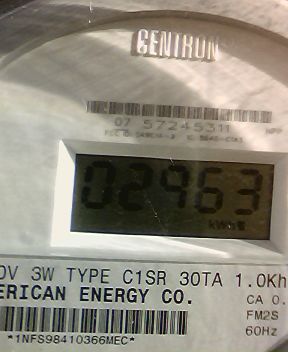 CENTRON
07 57245311
02963
kWh
0V 3W TYPE C1SR 30TA 1.0Kh
ERICAN ENERGY CO.
CA 0.
FM2S
60Hz
*1NFS98410366MEC*